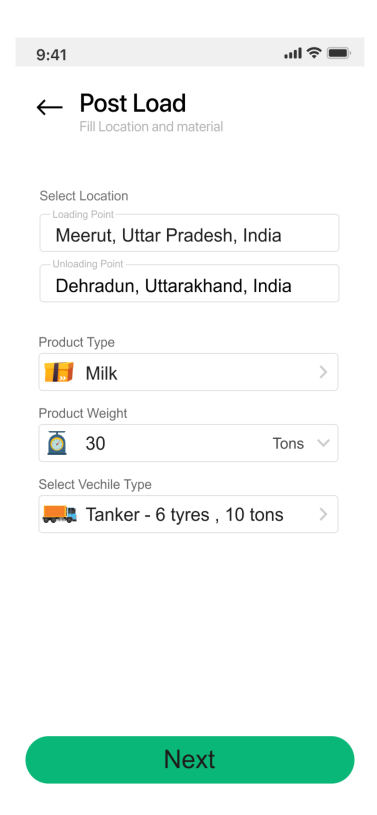 9:41
Post Load
Fill Location and material
Select Location
Loading Point
Meerut, Uttar Pradesh, India
Unloading Point
Dehradun, Uttarakhand, India
Product Type
Milk
Product Weight
30 Tons
Select Vechile Type
Tanker - 6 tyres , 10 tons
Next